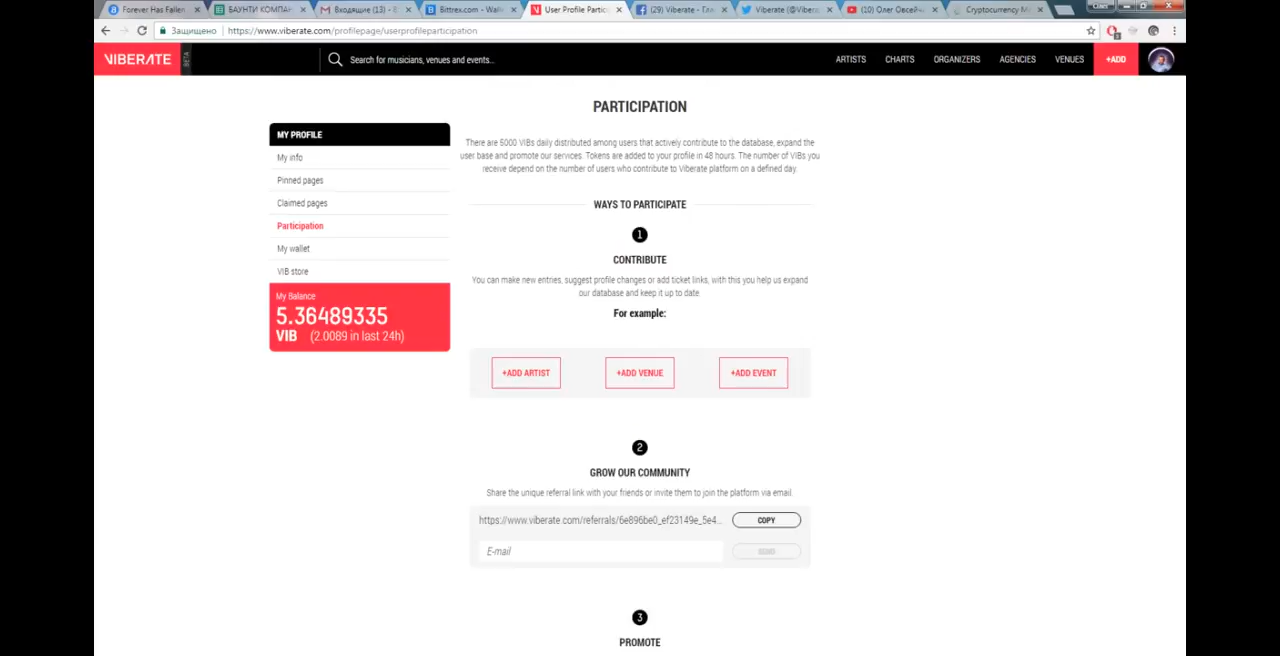 Forever Has Fallen
БАУНТИ КОМПАН
Входящие (13) -
Bittrex.com - Wall
User Profile Partici
(29) Viberate - Гла
Viberate (@Vibera
(10) Олег Овсейч
Cryptocurrency M
Защищено
https://www.viberate.com/profilepage/userprofileparticipation
VIBERATE
BETA
Search for musicians, venues and events...
ARTISTS
CHARTS
ORGANIZERS
AGENCIES
VENUES
+ADD
PARTICIPATION
MY PROFILE
My info
Pinned pages
Claimed pages
Participation
My wallet
VIB store
My Balance
5.36489335
VIB (2.0089 in last 24h)
There are 5000 VIBs daily distributed among users that actively contribute to the database, expand the
user base and promote our services. Tokens are added to your profile in 48 hours. The number of VIBs you
receive depend on the number of users who contribute to Viberate platform on a defined day.
WAYS TO PARTICIPATE
1
CONTRIBUTE
You can make new entries, suggest profile changes or add ticket links, with this you help us expand
our database and keep it up to date.
For example:
+ADD ARTIST
+ADD VENUE
+ADD EVENT
2
GROW OUR COMMUNITY
Share the unique referral link with your friends or invite them to join the platform via email.
https://www.viberate.com/referrals/6e896be0_ef23149e_5e4...
COPY
E-mail
SEND
3
PROMOTE